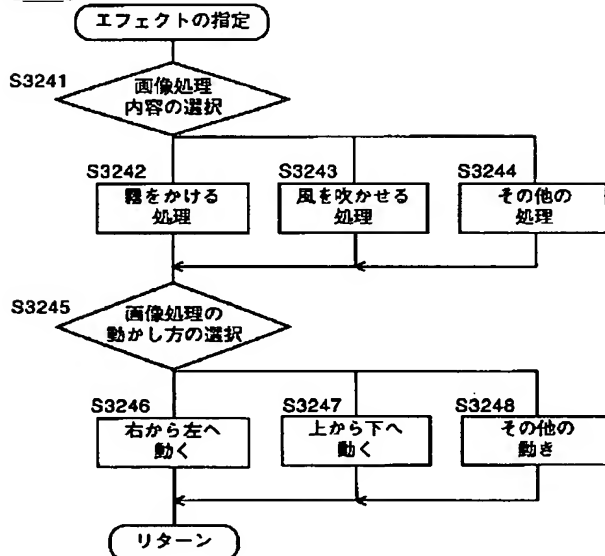 エフェクトの指定
S3241
画像処理
内容の選択
S3242
霧をかける
処理
S3243
風を吹かせる
処理
S3244
その他の
処理
S3245
画像処理の
動かし方の選択
S3246
右から左へ
動く
S3247
上から下へ
動く
S3248
その他の
動き
リターン